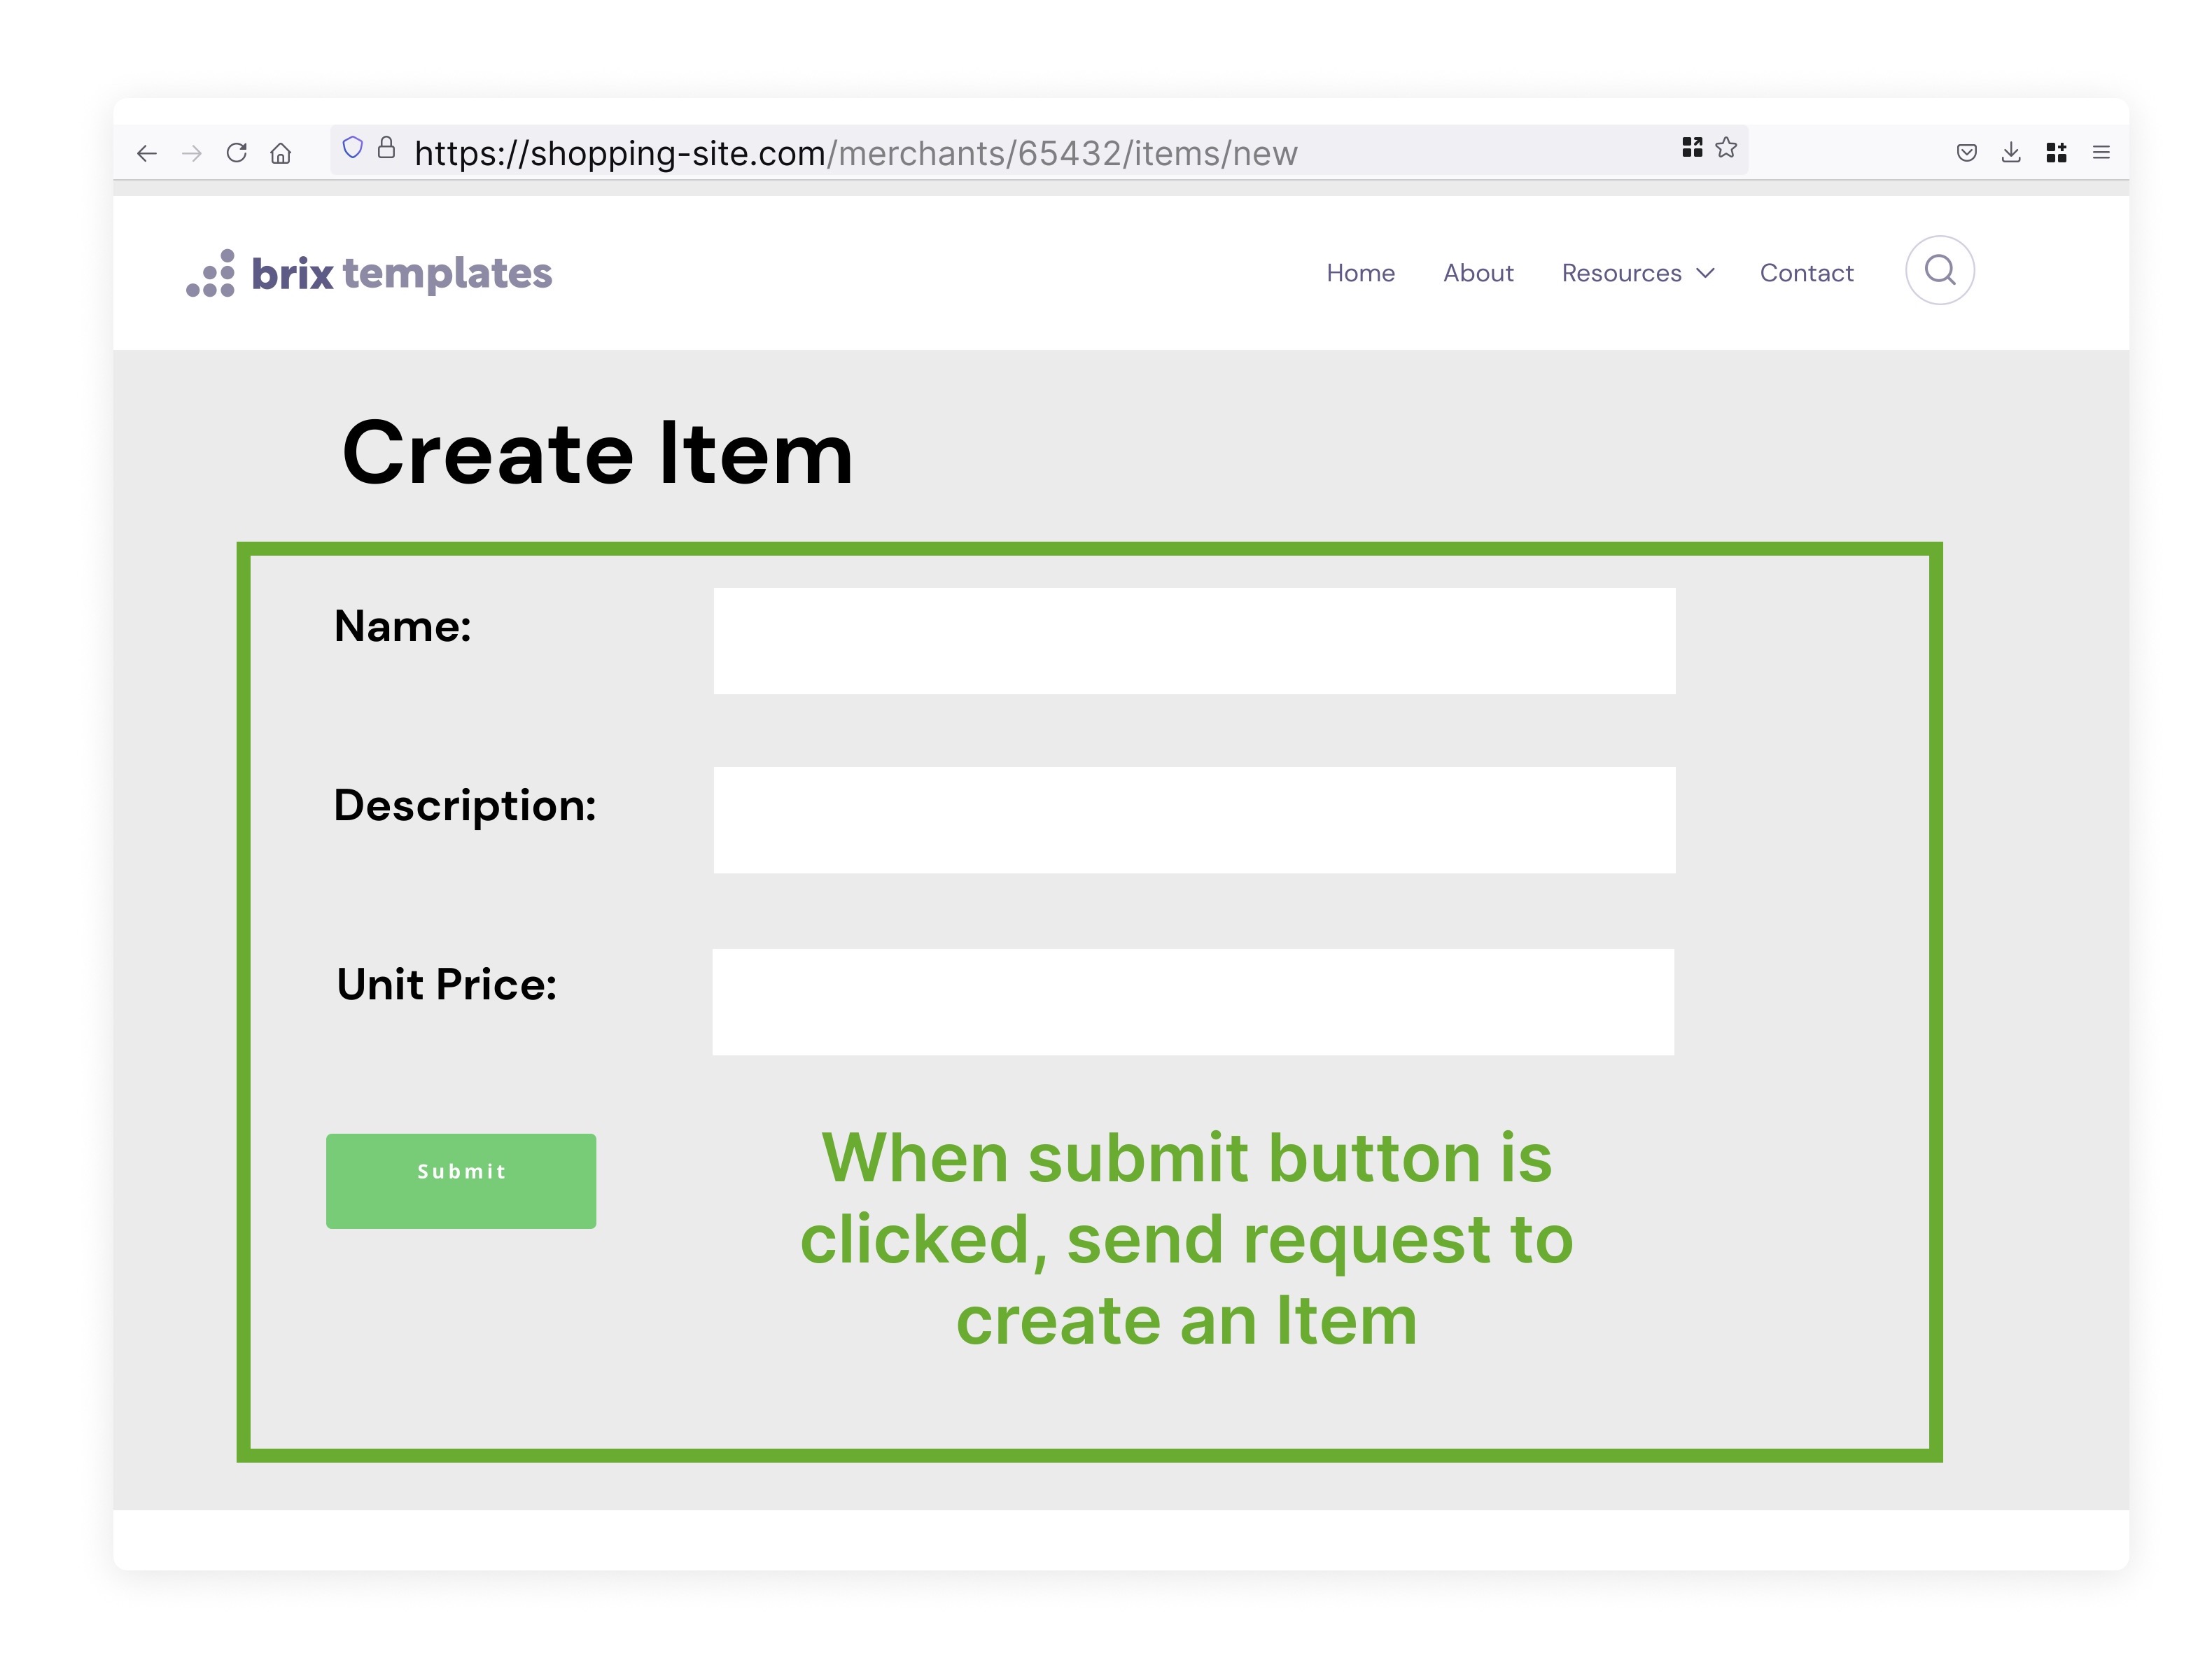 https://shopping-site.com/merchants/65432/items/new
brix templates
Home About Resources Contact
Create Item
Name:
Description:
Unit Price:
Submit
When submit button is
clicked, send request to
create an Item